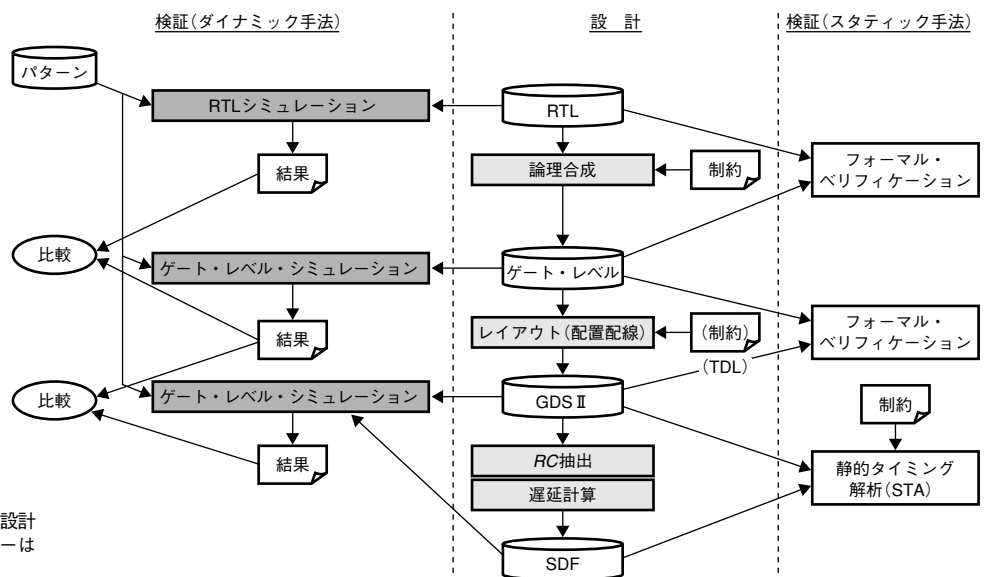 検証(ダイナミック手法)
設 計
検証(スタティック手法)
パターン
RTLシミュレーション
RTL
結果
論理合成
制約
フォーマル・
ベリフィケーション
比較
ゲート・レベル・シミュレーション
ゲート・レベル
結果
レイアウト(配置配線)
(制約)
(TDL)
フォーマル・
ベリフィケーション
比較
ゲート・レベル・シミュレーション
GDSⅡ
制約
結果
RC抽出
遅延計算
静的タイミング
解析(STA)
SDF
設計
ーは